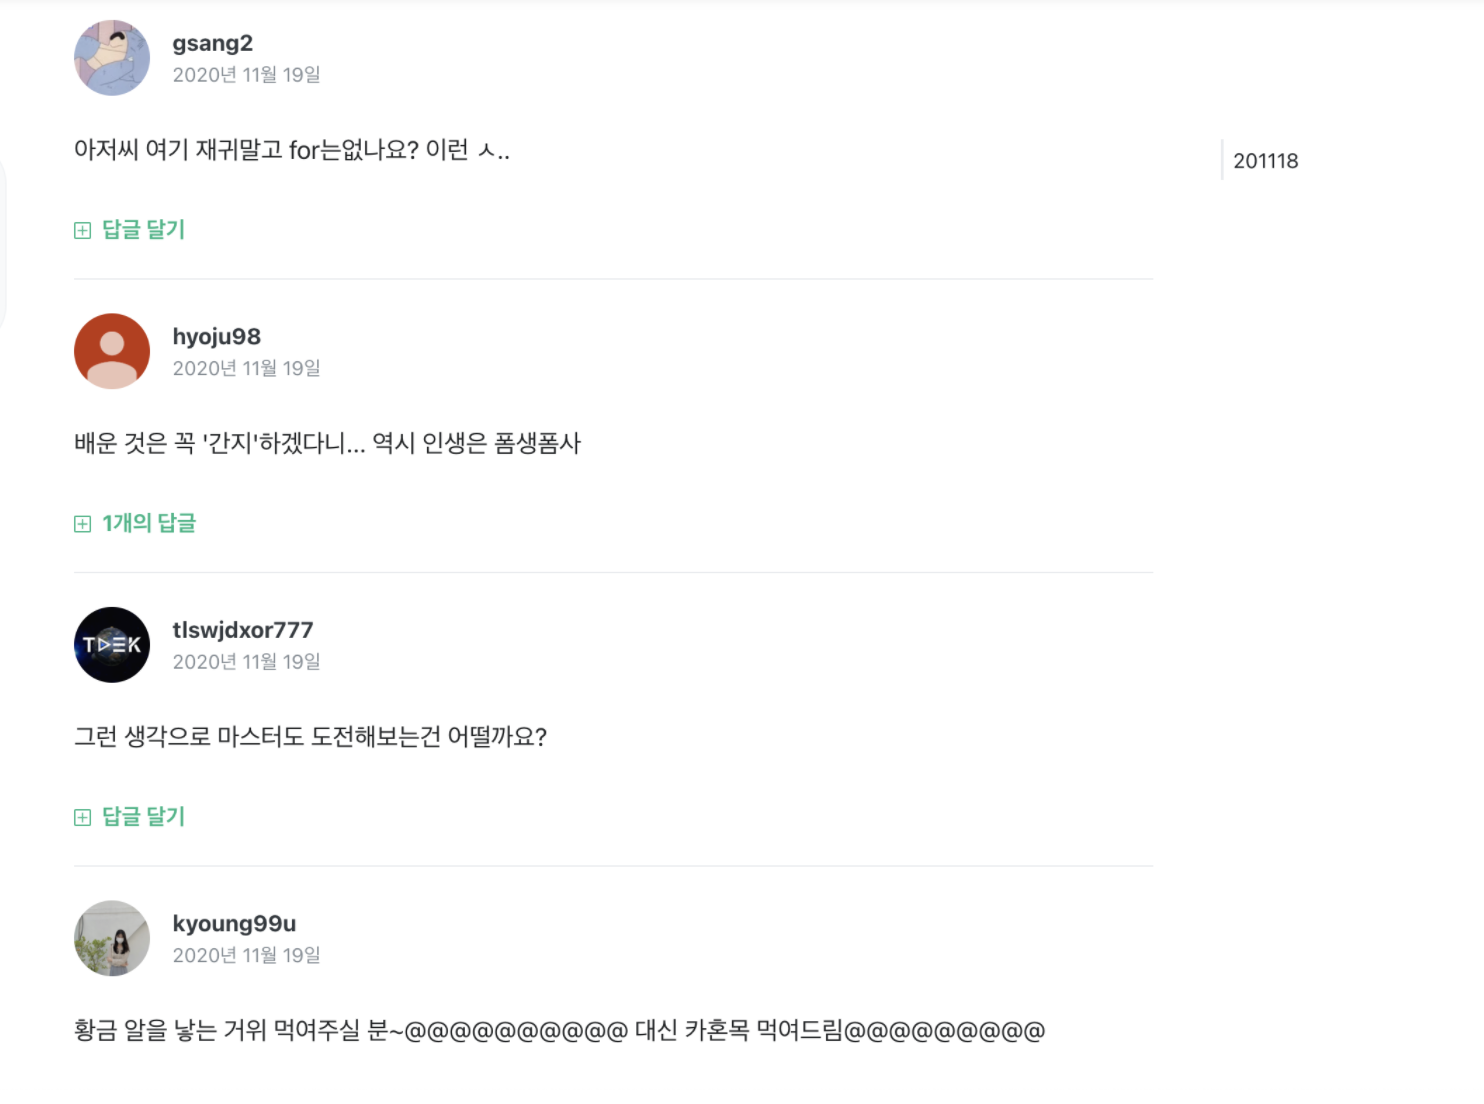 gsang2
2020년 11월 19일
아저씨 여기 재귀말고 for는없나요? 이런 ㅅ..
201118
답글 달기
hyoju98
2020년 11월 19일
배운 것은 꼭 '간지'하겠다니... 역시 인생은 폼생폼사
1개의 답글
TDEK
tlswjdxor777
2020년 11월 19일
그런 생각으로 마스터도 도전해보는건 어떨까요?
답글 달기
kyoung99u
2020년 11월 19일
황금 알을 낳는 거위 먹여주실 분~@@@@@@@@@@ 대신 카혼목 먹여드림@@@@@@@@@